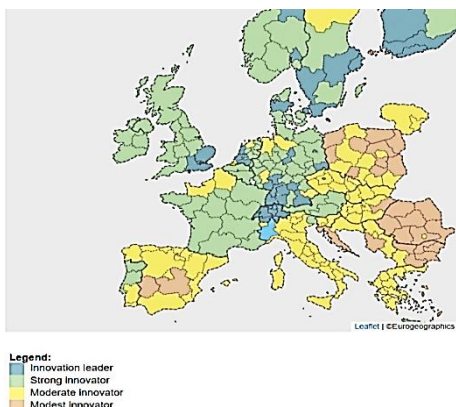 Leaflet | ©Eurogeographics
Legend:
Innovation leader
Strong Innovator
Moderate Innovator
Modest Innovator